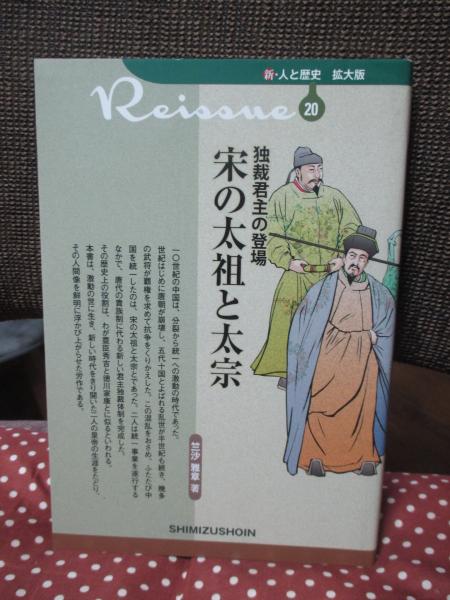 新・人と歴史 拡大版
Reissue
20
独裁君主の登場
宋の太祖と太宗
一〇世紀の中国は、分裂から統一への激動の時代であった。
世紀はじめに唐朝が崩壊し、五代十国とよばれる乱世が半世紀も続き、幾多
の武将が覇権を求めて抗争をくりかえした。この混乱をおさめ、ふたたび中
国を統一したのは、宋の太祖と太宗とであった。二人は統一事業を遂行する
なかで、唐代の貴族制に代わる新しい君主独裁体制を完成した。
その歴史上の役割は、わが豊臣秀吉と徳川家康とに似るといわれる。
本書は、激動の世に生き、新しい時代をきり開いた二人の皇帝の生涯をたどり、
その人間像を鮮明に浮かび上がらせた労作である。
竺沙 雅章 著
SHIMIZUSHOIN